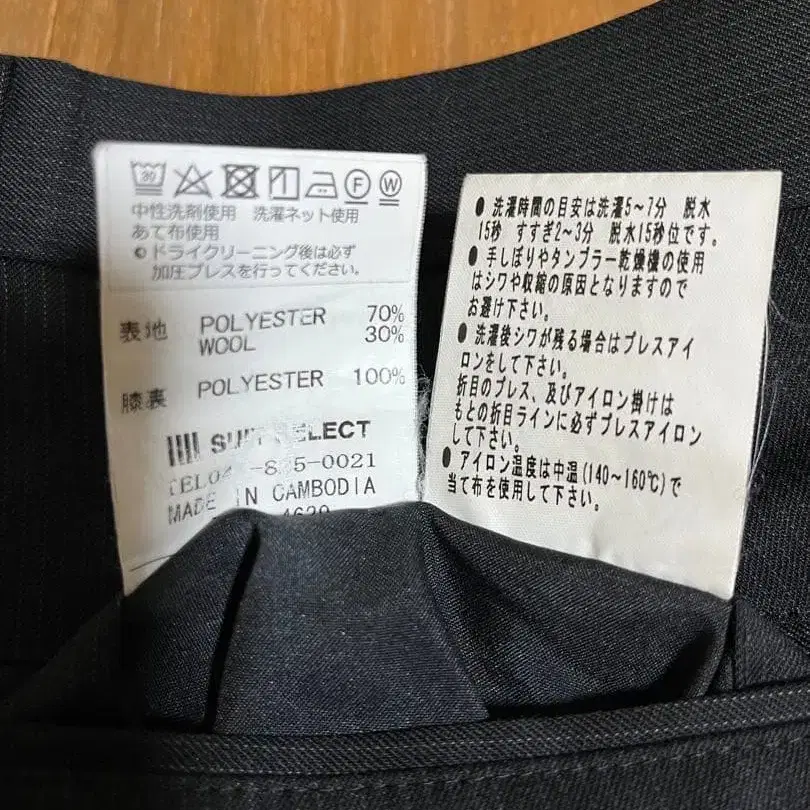 30
F
W
中性洗剤使用 洗濯ネット使用
あて布使用
◎ドライクリーニング後は必ず
加圧プレスを行ってください。
表地 POLYESTER 70%
WOOL 30%
膝裏 POLYESTER 100%
SUIT SELECT
MADE IN CAMBODIA
● 洗濯時間の目安は洗濯5~7分 脱水
15秒 すすぎ2~3分 脱水15秒位です。
● 手しぼりやタンブラー乾燥機の使用
はシワや収縮の原因となりますので
お避け下さい。
● 洗濯後シワが残る場合はプレスアイ
ロンをして下さい。
折目のプレス、及びアイロン掛けは
もとの折目ラインに必ずプレスアイロン
して下さい。
● アイロン温度は中温(140~160℃)で
当て布を使用して下さい。